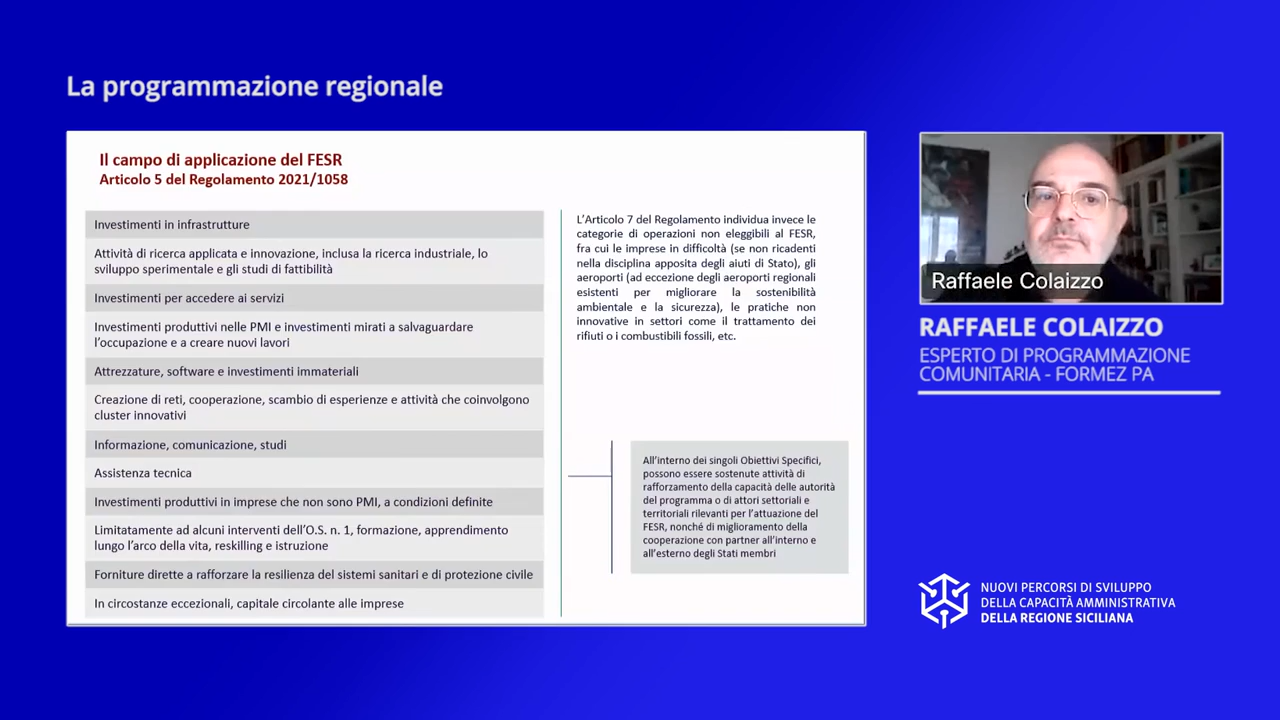 La programmazione regionale
Il campo di applicazione del FESR
Articolo 5 del Regolamento 2021/1058
Investimenti in infrastrutture
Attività di ricerca applicata e innovazione, inclusa la ricerca industriale, lo
sviluppo sperimentale e gli studi di fattibilità
Investimenti per accedere ai servizi
Investimenti produttivi nelle PMI e investimenti mirati a salvaguardare
l'occupazione e a creare nuovi lavori
Attrezzature, software e investimenti immateriali
Creazione di reti, cooperazione, scambio di esperienze e attività che coinvolgono
cluster innovativi
Informazione, comunicazione, studi
Assistenza tecnica
Investimenti produttivi in imprese che non sono PMI, a condizioni definite
Limitatamente ad alcuni interventi dell'O.S. n. 1, formazione, apprendimento
lungo l'arco della vita, reskilling e istruzione
Forniture dirette a rafforzare la resilienza del sistemi sanitari e di protezione civile
In circostanze eccezionali, capitale circolante alle imprese
L'Articolo 7 del Regolamento individua invece le
categorie di operazioni non eleggibili al FESR,
fra cui le imprese in difficoltà (se non ricadenti
nella disciplina apposita degli aiuti di Stato), gli
aeroporti (ad eccezione degli aeroporti regionali
esistenti per migliorare la sostenibilità
ambientale e la sicurezza), le pratiche non
innovative in settori come il trattamento dei
rifiuti o i combustibili fossili, etc.
All'interno dei singoli Obiettivi Specifici,
possono essere sostenute attività di
rafforzamento della capacità delle autorità
del programma o di attori settoriali e
territoriali rilevanti per l'attuazione del
FESR, nonché di miglioramento della
cooperazione con partner all'interno e
all'esterno degli Stati membri
Raffaele Colaizzo
RAFFAELE COLAIZZO
ESPERTO DI PROGRAMMAZIONE
COMUNITARIA - FORMEZ PA
NUOVI PERCORSI DI SVILUPPO
DELLA CAPACITÀ AMMINISTRATIVA
DELLA REGIONE SICILIANA